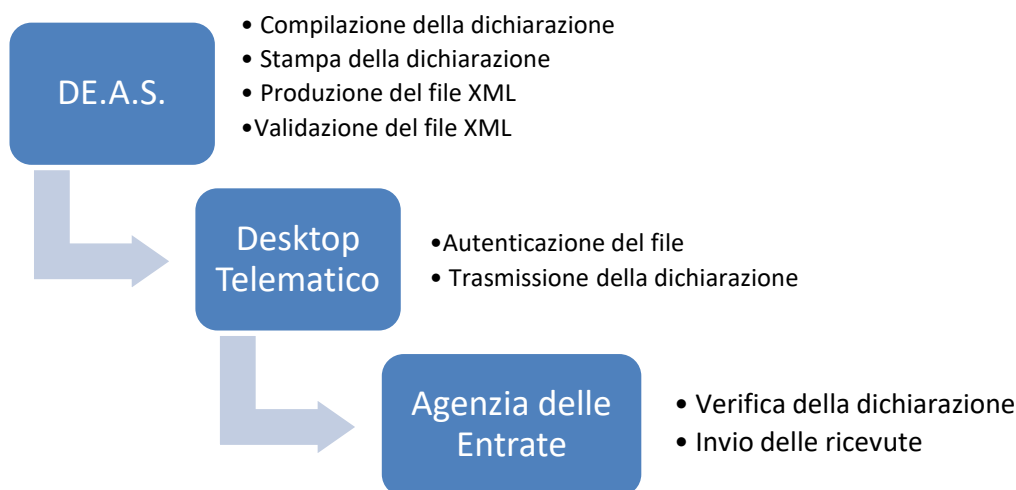 DE.A.S.
• Compilazione della dichiarazione
• Stampa della dichiarazione
• Produzione del file XML
•Validazione del file XML
Desktop
Telematico
•Autenticazione del file
• Trasmissione della dichiarazione
Agenzia delle
Entrate
• Verifica della dichiarazione
• Invio delle ricevute